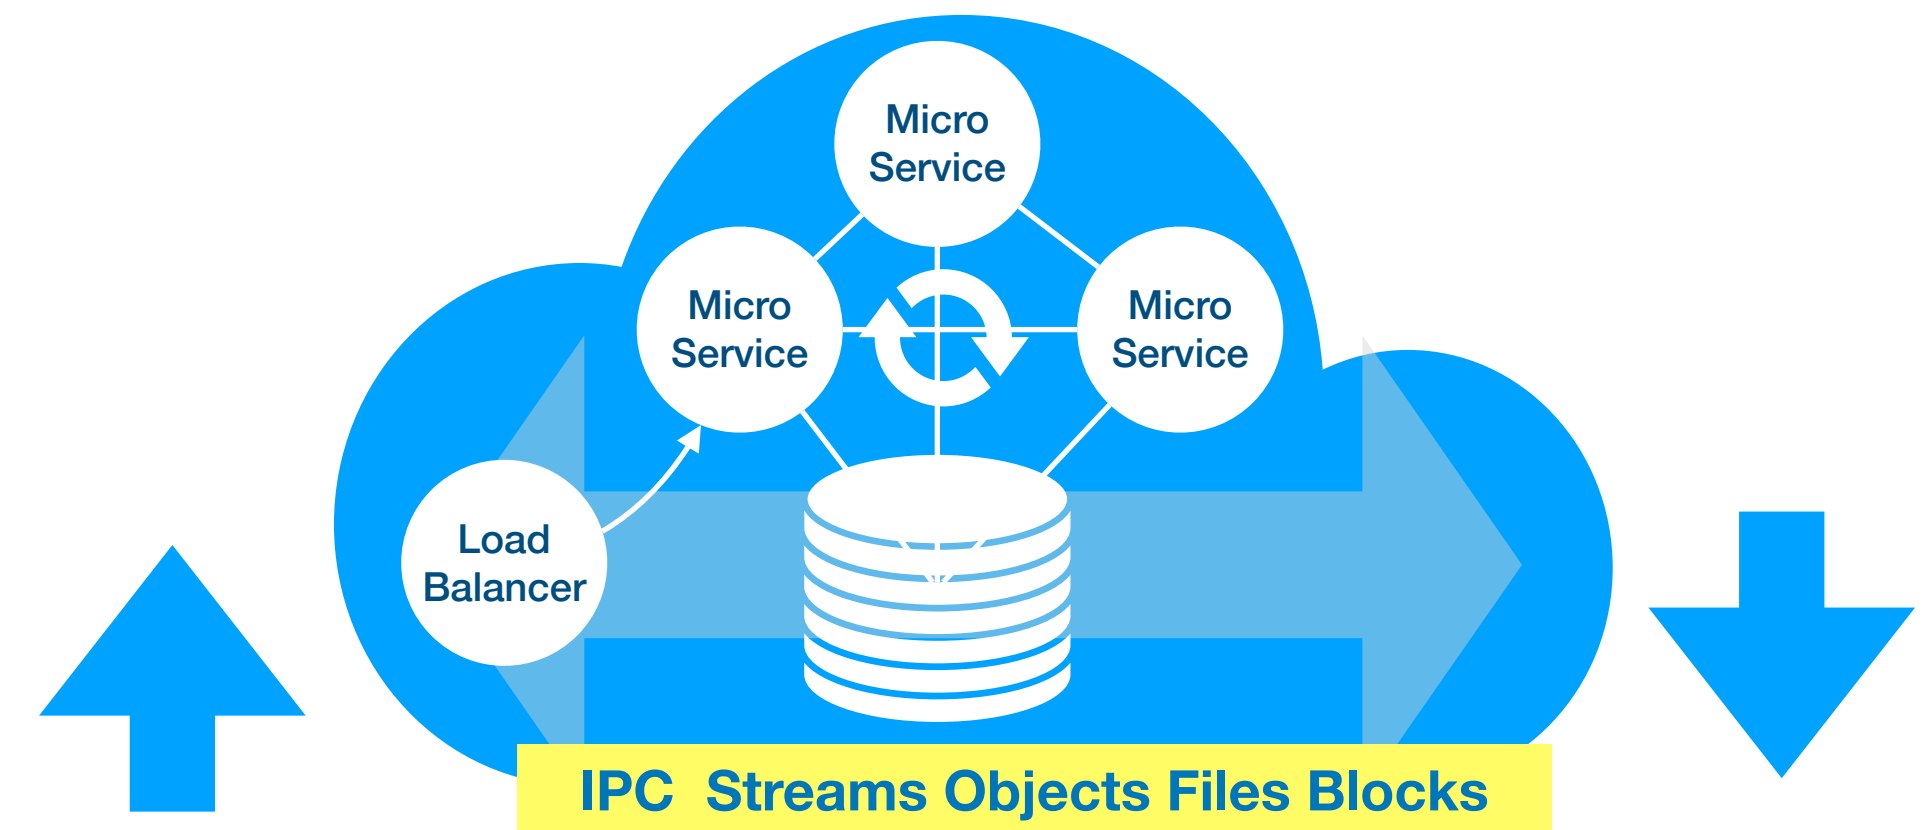 Micro
Service
Micro
Service
Micro
Service
Load
Balancer
IPC  Streams Objects Files Blocks